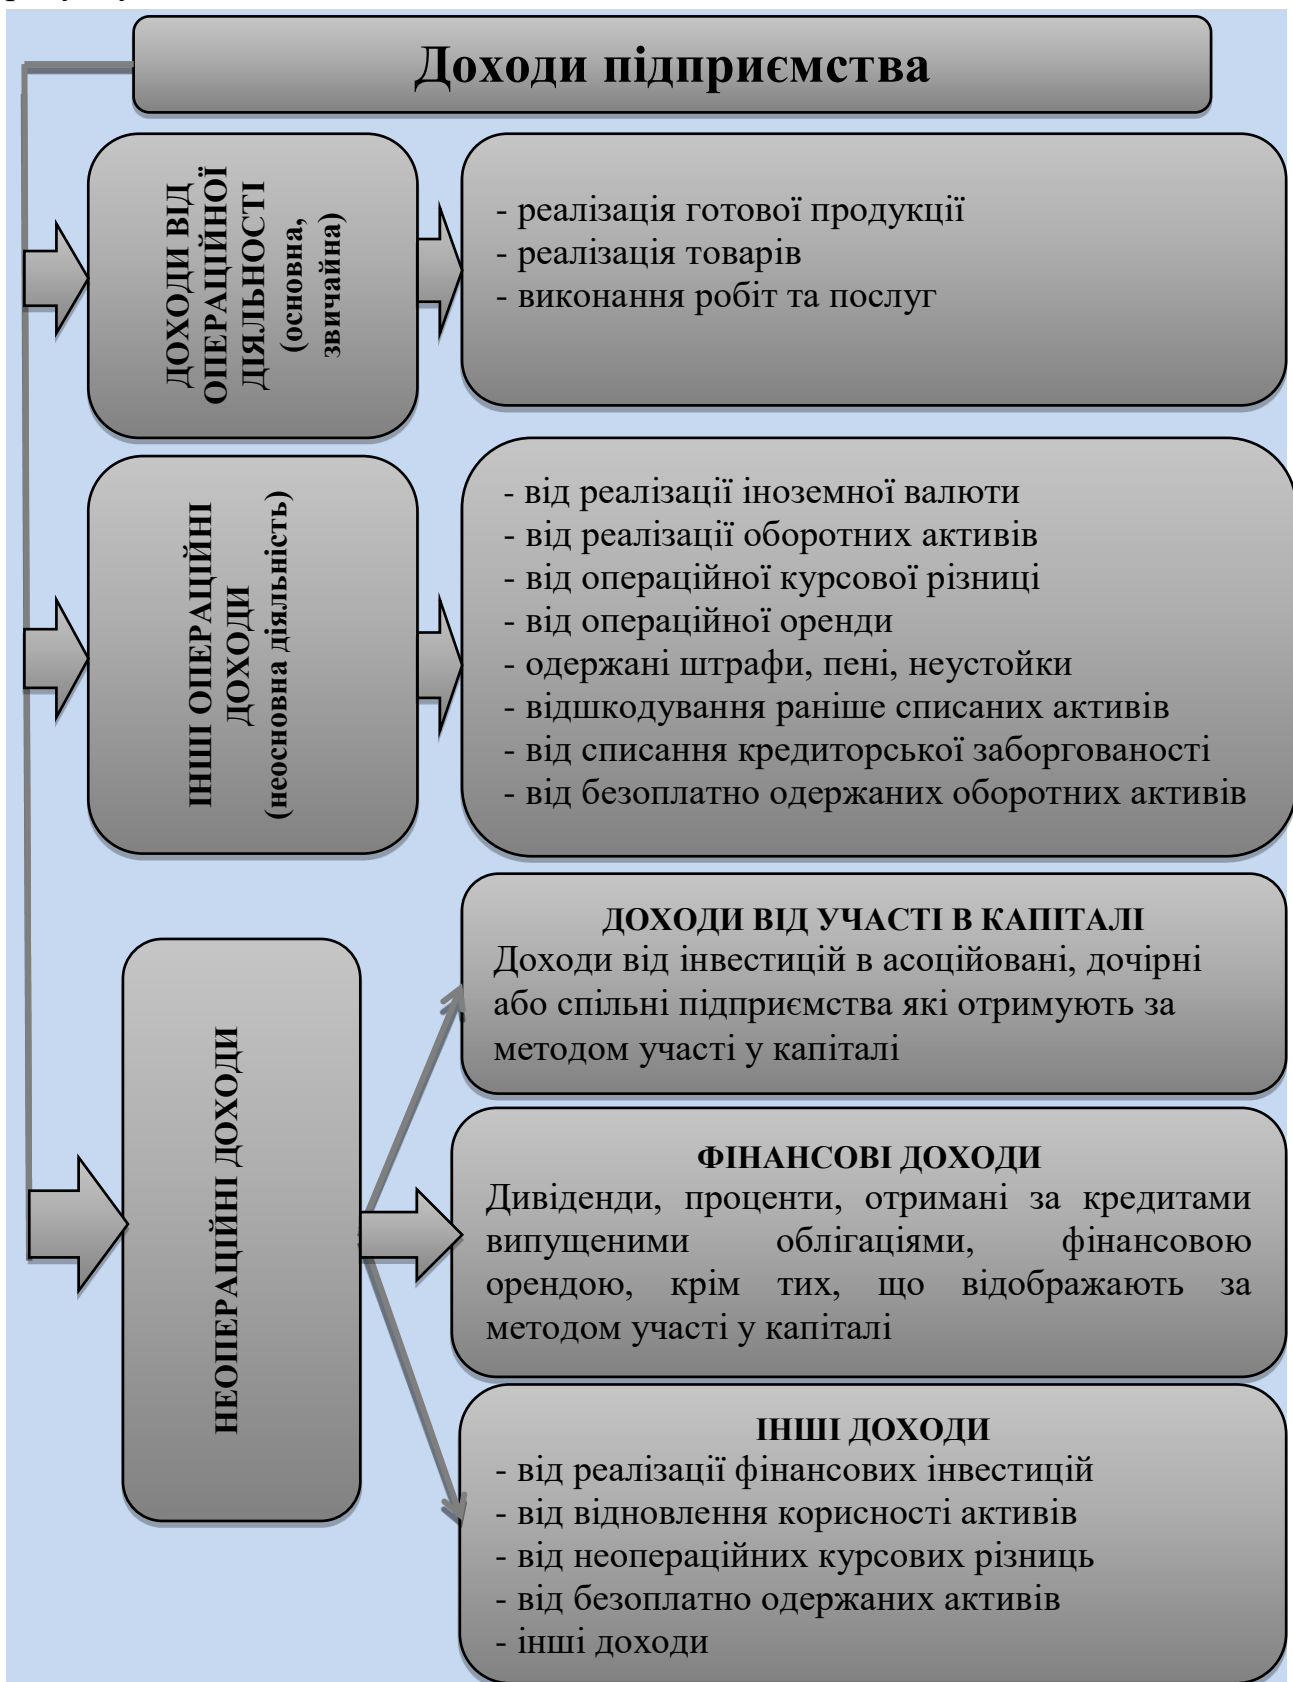 Доходи підприємства
ДОХОДИ ВІД
ОПЕРАЦІЙНОЇ
ДІЯЛЬНОСТІ
(основна,
звичайна)
- реалізація готової продукції
- реалізація товарів
- виконання робіт та послуг
ІНШІ ОПЕРАЦІЙНІ
ДОХОДИ
(неосновна діяльність)
- від реалізації іноземної валюти
- від реалізації оборотних активів
- від операційної курсової різниці
- від операційної оренди
- одержані штрафи, пені, неустойки
- відшкодування раніше списаних активів
- від списання кредиторської заборгованості
- від безоплатно одержаних оборотних активів
НЕОПЕРАЦІЙНІ ДОХОДИ
ДОХОДИ ВІД УЧАСТІ В КАПІТАЛІ
Доходи від інвестицій в асоційовані, дочірні
або спільні підприємства які отримують за
методом участі у капіталі
ФІНАНСОВІ ДОХОДИ
Дивіденди, проценти, отримані за кредитами
випущеними облігаціями, фінансовою
орендою, крім тих, що відображають за
методом участі у капіталі
ІНШІ ДОХОДИ
- від реалізації фінансових інвестицій
- від відновлення корисності активів
- від неопераційних курсових різниць
- від безоплатно одержаних активів
- інші доходи